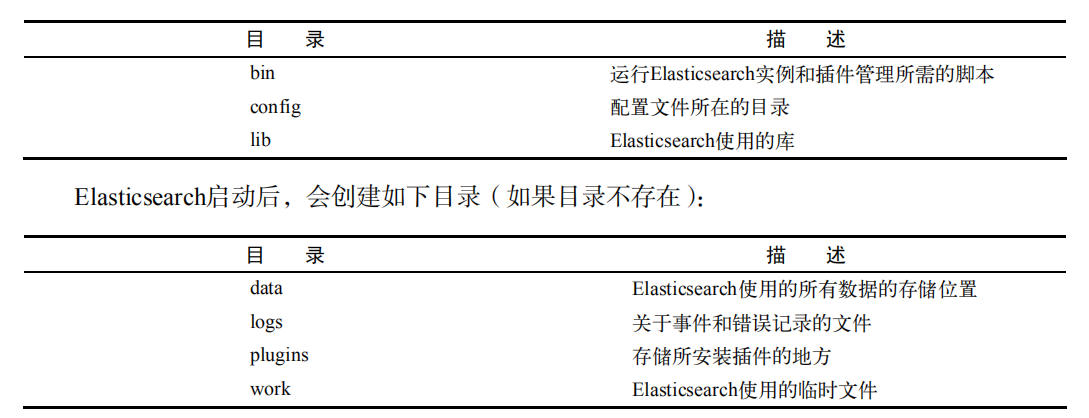 目 录 描 述
bin 运行Elasticsearch实例和插件管理所需的脚本
config 配置文件所在的目录
lib Elasticsearch使用的库
Elasticsearch启动后，会创建如下目录（如果目录不存在）：
目 录 描 述
data Elasticsearch使用的所有数据的存储位置
logs 关于事件和错误记录的文件
plugins 存储所安装插件的地方
work Elasticsearch使用的临时文件